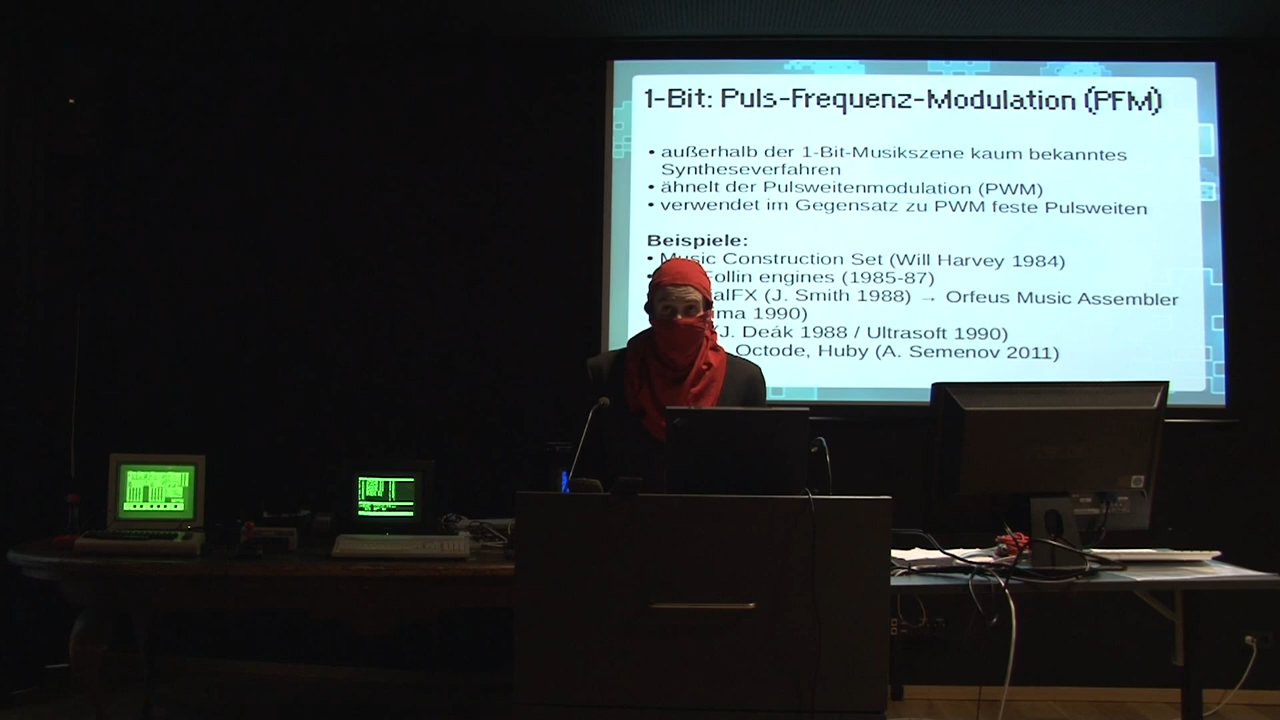 1-Bit: Puls-Frequenz-Modulation (PFM)
• außerhalb der 1-Bit-Musikszene kaum bekanntes
Syntheseverfahren
• ähnelt der Pulsweitenmodulation (PWM)
• verwendet im Gegensatz zu PWM feste Pulsweiten
Beispiele:
• Music Construction Set (Will Harvey 1984)
• Follin engines (1985-87)
alFX (J. Smith 1988) → Orfeus Music Assembler
ima 1990)
(J. Deák 1988 / Ultrasoft 1990)
Octode, Huby (A. Semenov 2011)